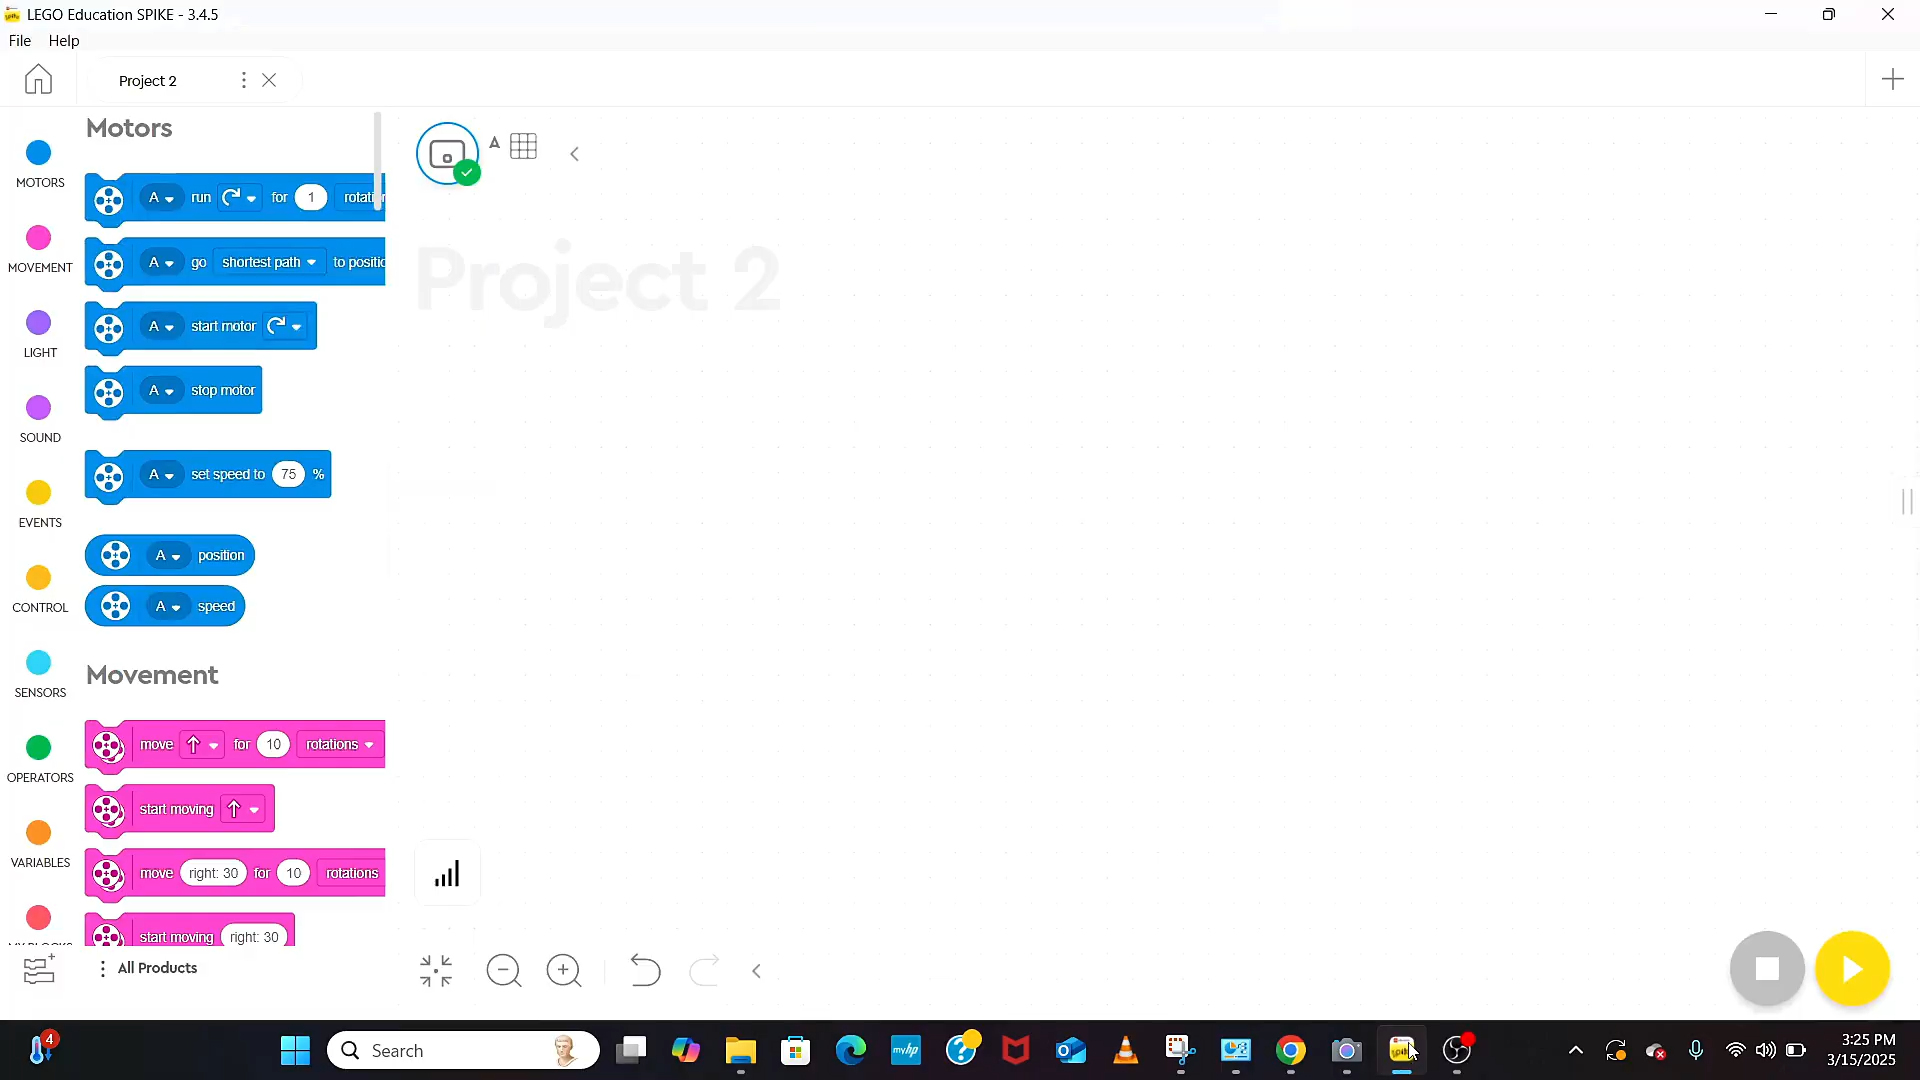 LEGO Education SPIKE - 3.4.5
File Help
Project 2
Motors
MOTORS
MOVEMENT
LIGHT
SOUND
EVENTS
CONTROL
SENSORS
OPERATORS
VARIABLES
A run for 1
A go shortest path
A start motor
A stop motor
A set speed to 75 %
A position
A speed
Movement
move for 10 rotations
start moving
move right: 30 for 10 rotations
start moving right: 30
All Products
A
Project 2
4
Search
myhp
3:25 PM
3/15/2025